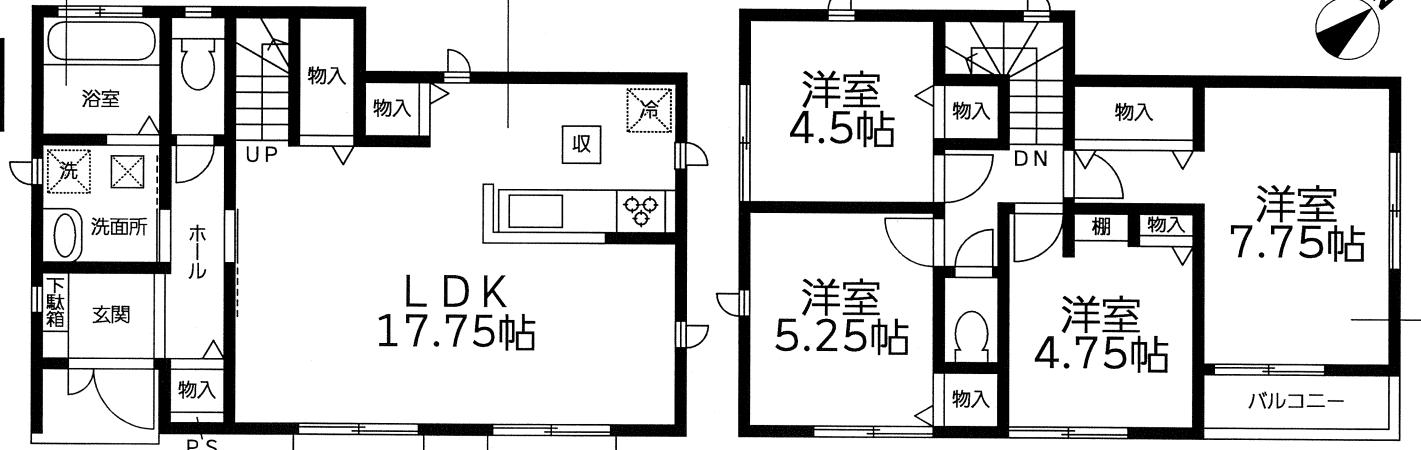 浴室
物入
物入
冷
収
UP
洗
洗面所
ホール
LDK
17.75帖
下駄箱
玄関
物入
PS
洋室
4.5帖
物入
DN
物入
洋室
7.75帖
棚
物入
洋室
5.25帖
洋室
4.75帖
物入
バルコニー